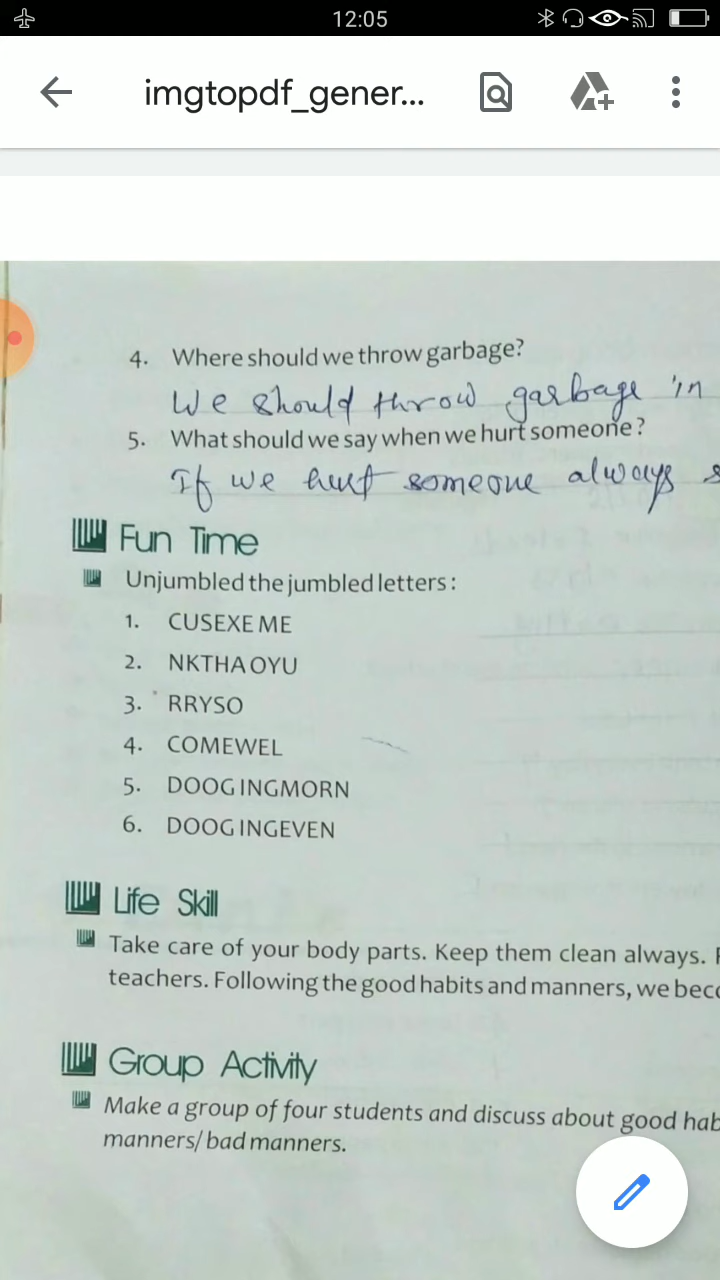 12:05
imgtopdf_gener...
4. Where should we throw garbage?
We should throw garbage in
5. What should we say when we hurt someone?
If we hurt someone always s
Fun Time
Unjumbled the jumbled letters:
1. CUSEXE ME
2. NKTHA OYU
3. RRYSO
4. COMEWEL
5. DOOG INGMORN
6. DOOG INGEVEN
Life Skill
Take care of your body parts. Keep them clean always.
teachers. Following the good habits and manners, we beco
Group Activity
Make a group of four students and discuss about good hab
manners/ bad manners.